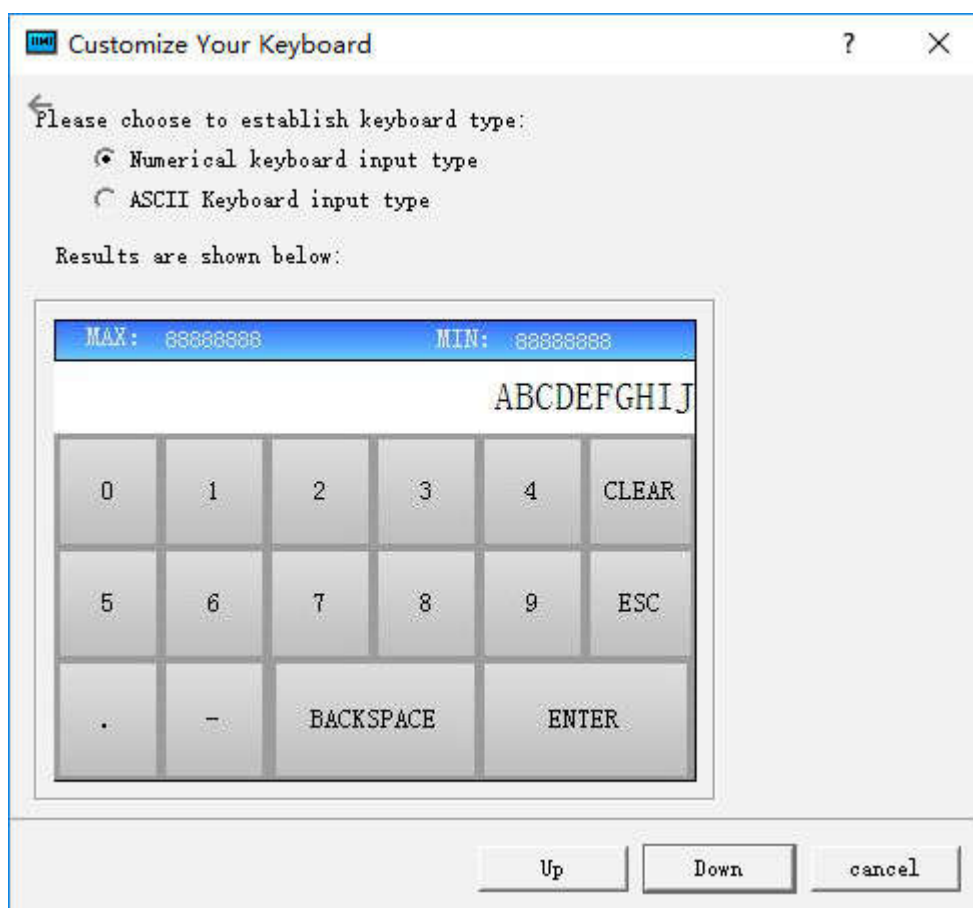 Customize Your Keyboard ? ×
Please choose to establish keyboard type:
Numerical keyboard input type
ASCII Keyboard input type
Results are shown below:
MAX: 88888888 MIN: 88888888
ABCDEFGHIJ
0 1 2 3 4 CLEAR
5 6 7 8 9 ESC
. - BACKSPACE ENTER
Up Down cancel